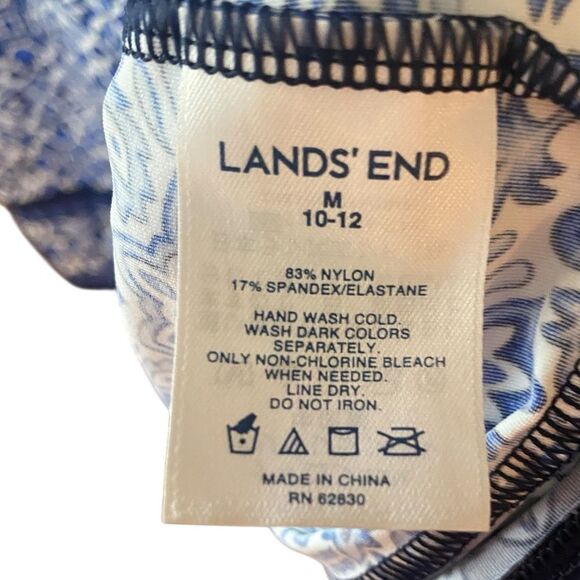 LANDS' END
M
10-12
83% NYLON
17% SPANDEX/ELASTANE
HAND WASH COLD.
WASH DARK COLORS
SEPARATELY.
ONLY NON-CHLORINE BLEACH
WHEN NEEDED.
LINE DRY.
DO NOT IRON.
MADE IN CHINA
RN 62830